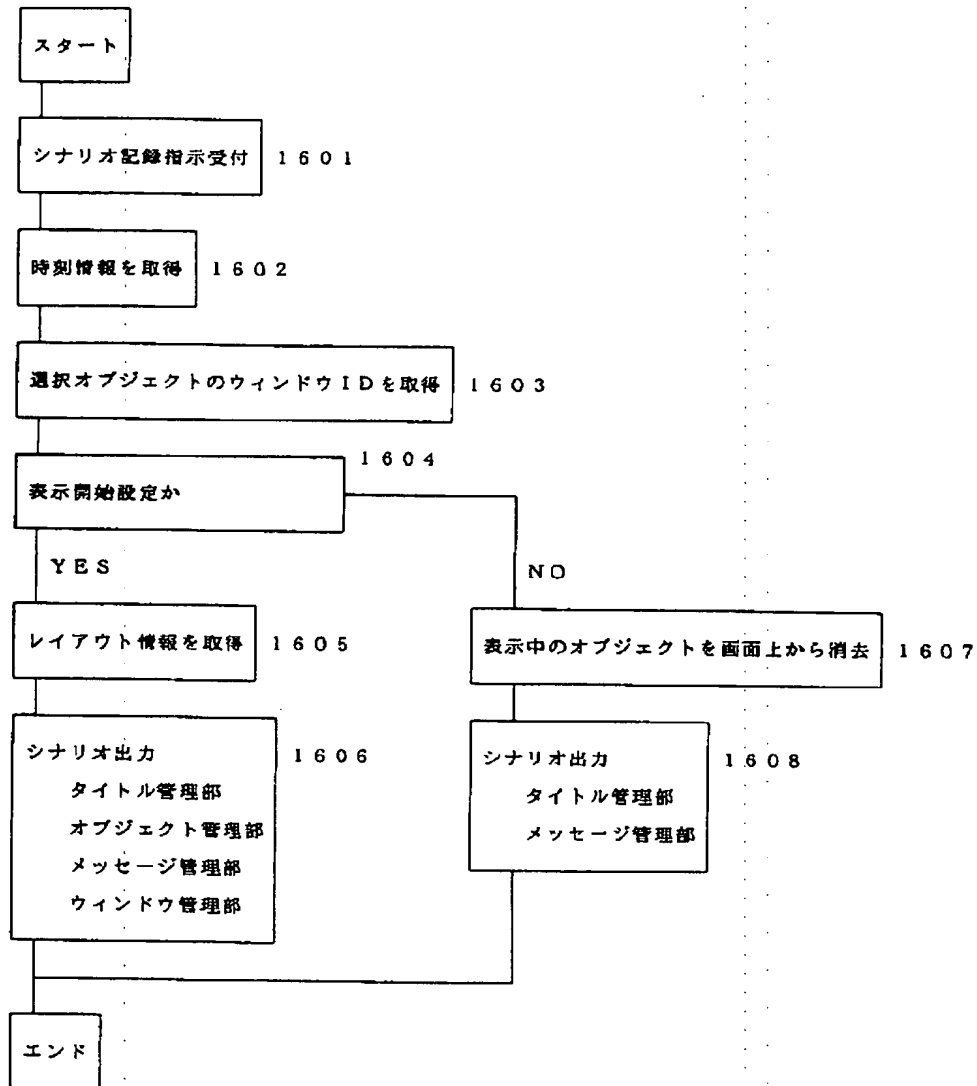 スタート
シナリオ記録指示受付 1601
時刻情報を取得 1602
選択オブジェクトのウィンドウIDを取得 1603
1604
表示開始設定か
YES
NO
レイアウト情報を取得 1605
表示中のオブジェクトを画面上から消去 1607
シナリオ出力 1606
タイトル管理部
オブジェクト管理部
メッセージ管理部
ウィンドウ管理部
シナリオ出力 1608
タイトル管理部
メッセージ管理部
エンド